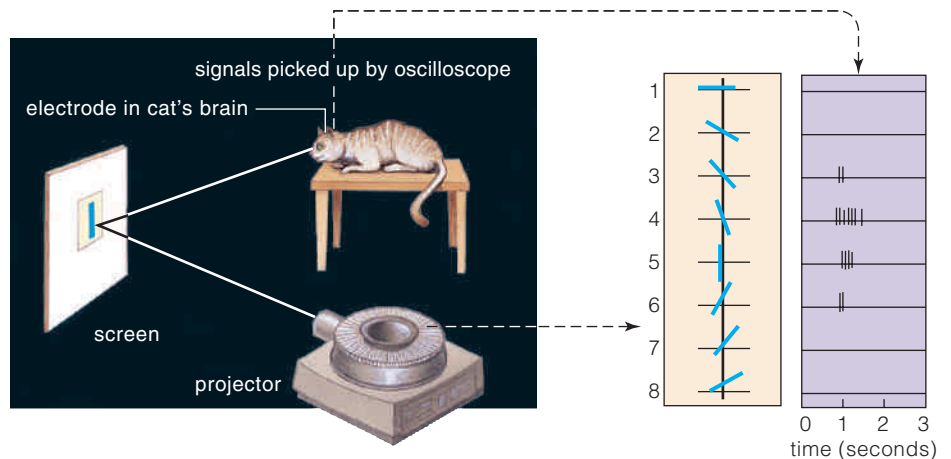 signals picked up by oscilloscope
electrode in cat's brain
screen
projector
1
2
3
4
5
6
7
8
0 1 2 3
time (seconds)